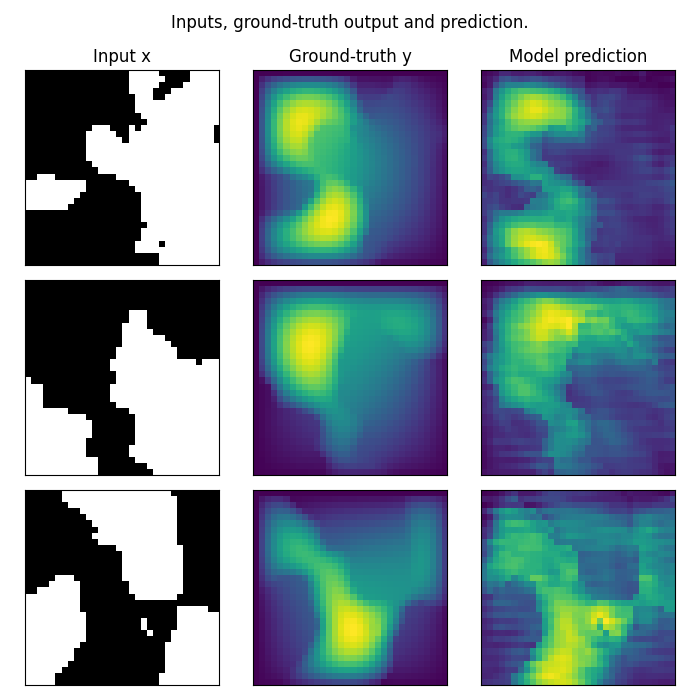 Inputs, ground-truth output and prediction.
Input x
Ground-truth y
Model prediction